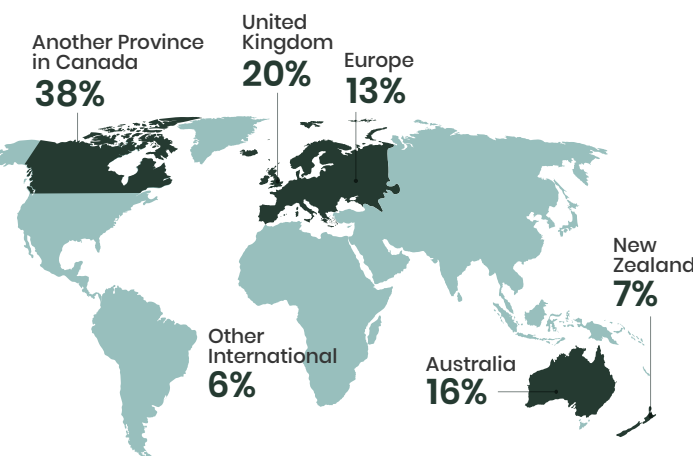 Another Province
in Canada
38%
United
Kingdom
20%
Europe
13%
New
Zealand
7%
Other
International
6%
Australia
16%